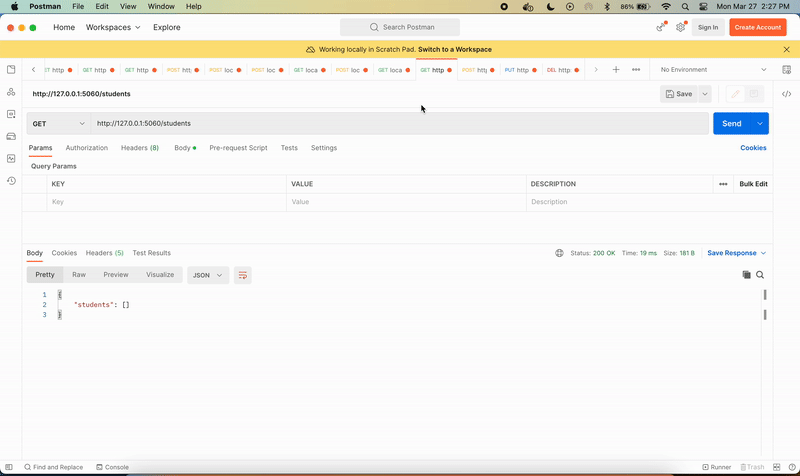 Postman File Edit View Window Help 86% Mon Mar 27 2:27 PM
Home Workspaces Explore Search Postman Sign In Create Account
Working locally in Scratch Pad. Switch to a Workspace
GET http GET http GET http POST htt POST loc POST loc POST loc GET loca POST loc GET loca GET http POST http PUT http DEL http No Environment
http://127.0.0.1:5060/students Save
GET http://127.0.0.1:5060/students Send
Params Authorization Headers (8) Body Pre-request Script Tests Settings Cookies
Query Params
KEY VALUE DESCRIPTION Bulk Edit
Key Value Description
Body Cookies Headers (5) Test Results Status: 200 OK Time: 19 ms Size: 181 B Save Response
Pretty Raw Preview Visualize JSON
1 {
2 "students": []
3 }
Find and Replace Console Runner Trash